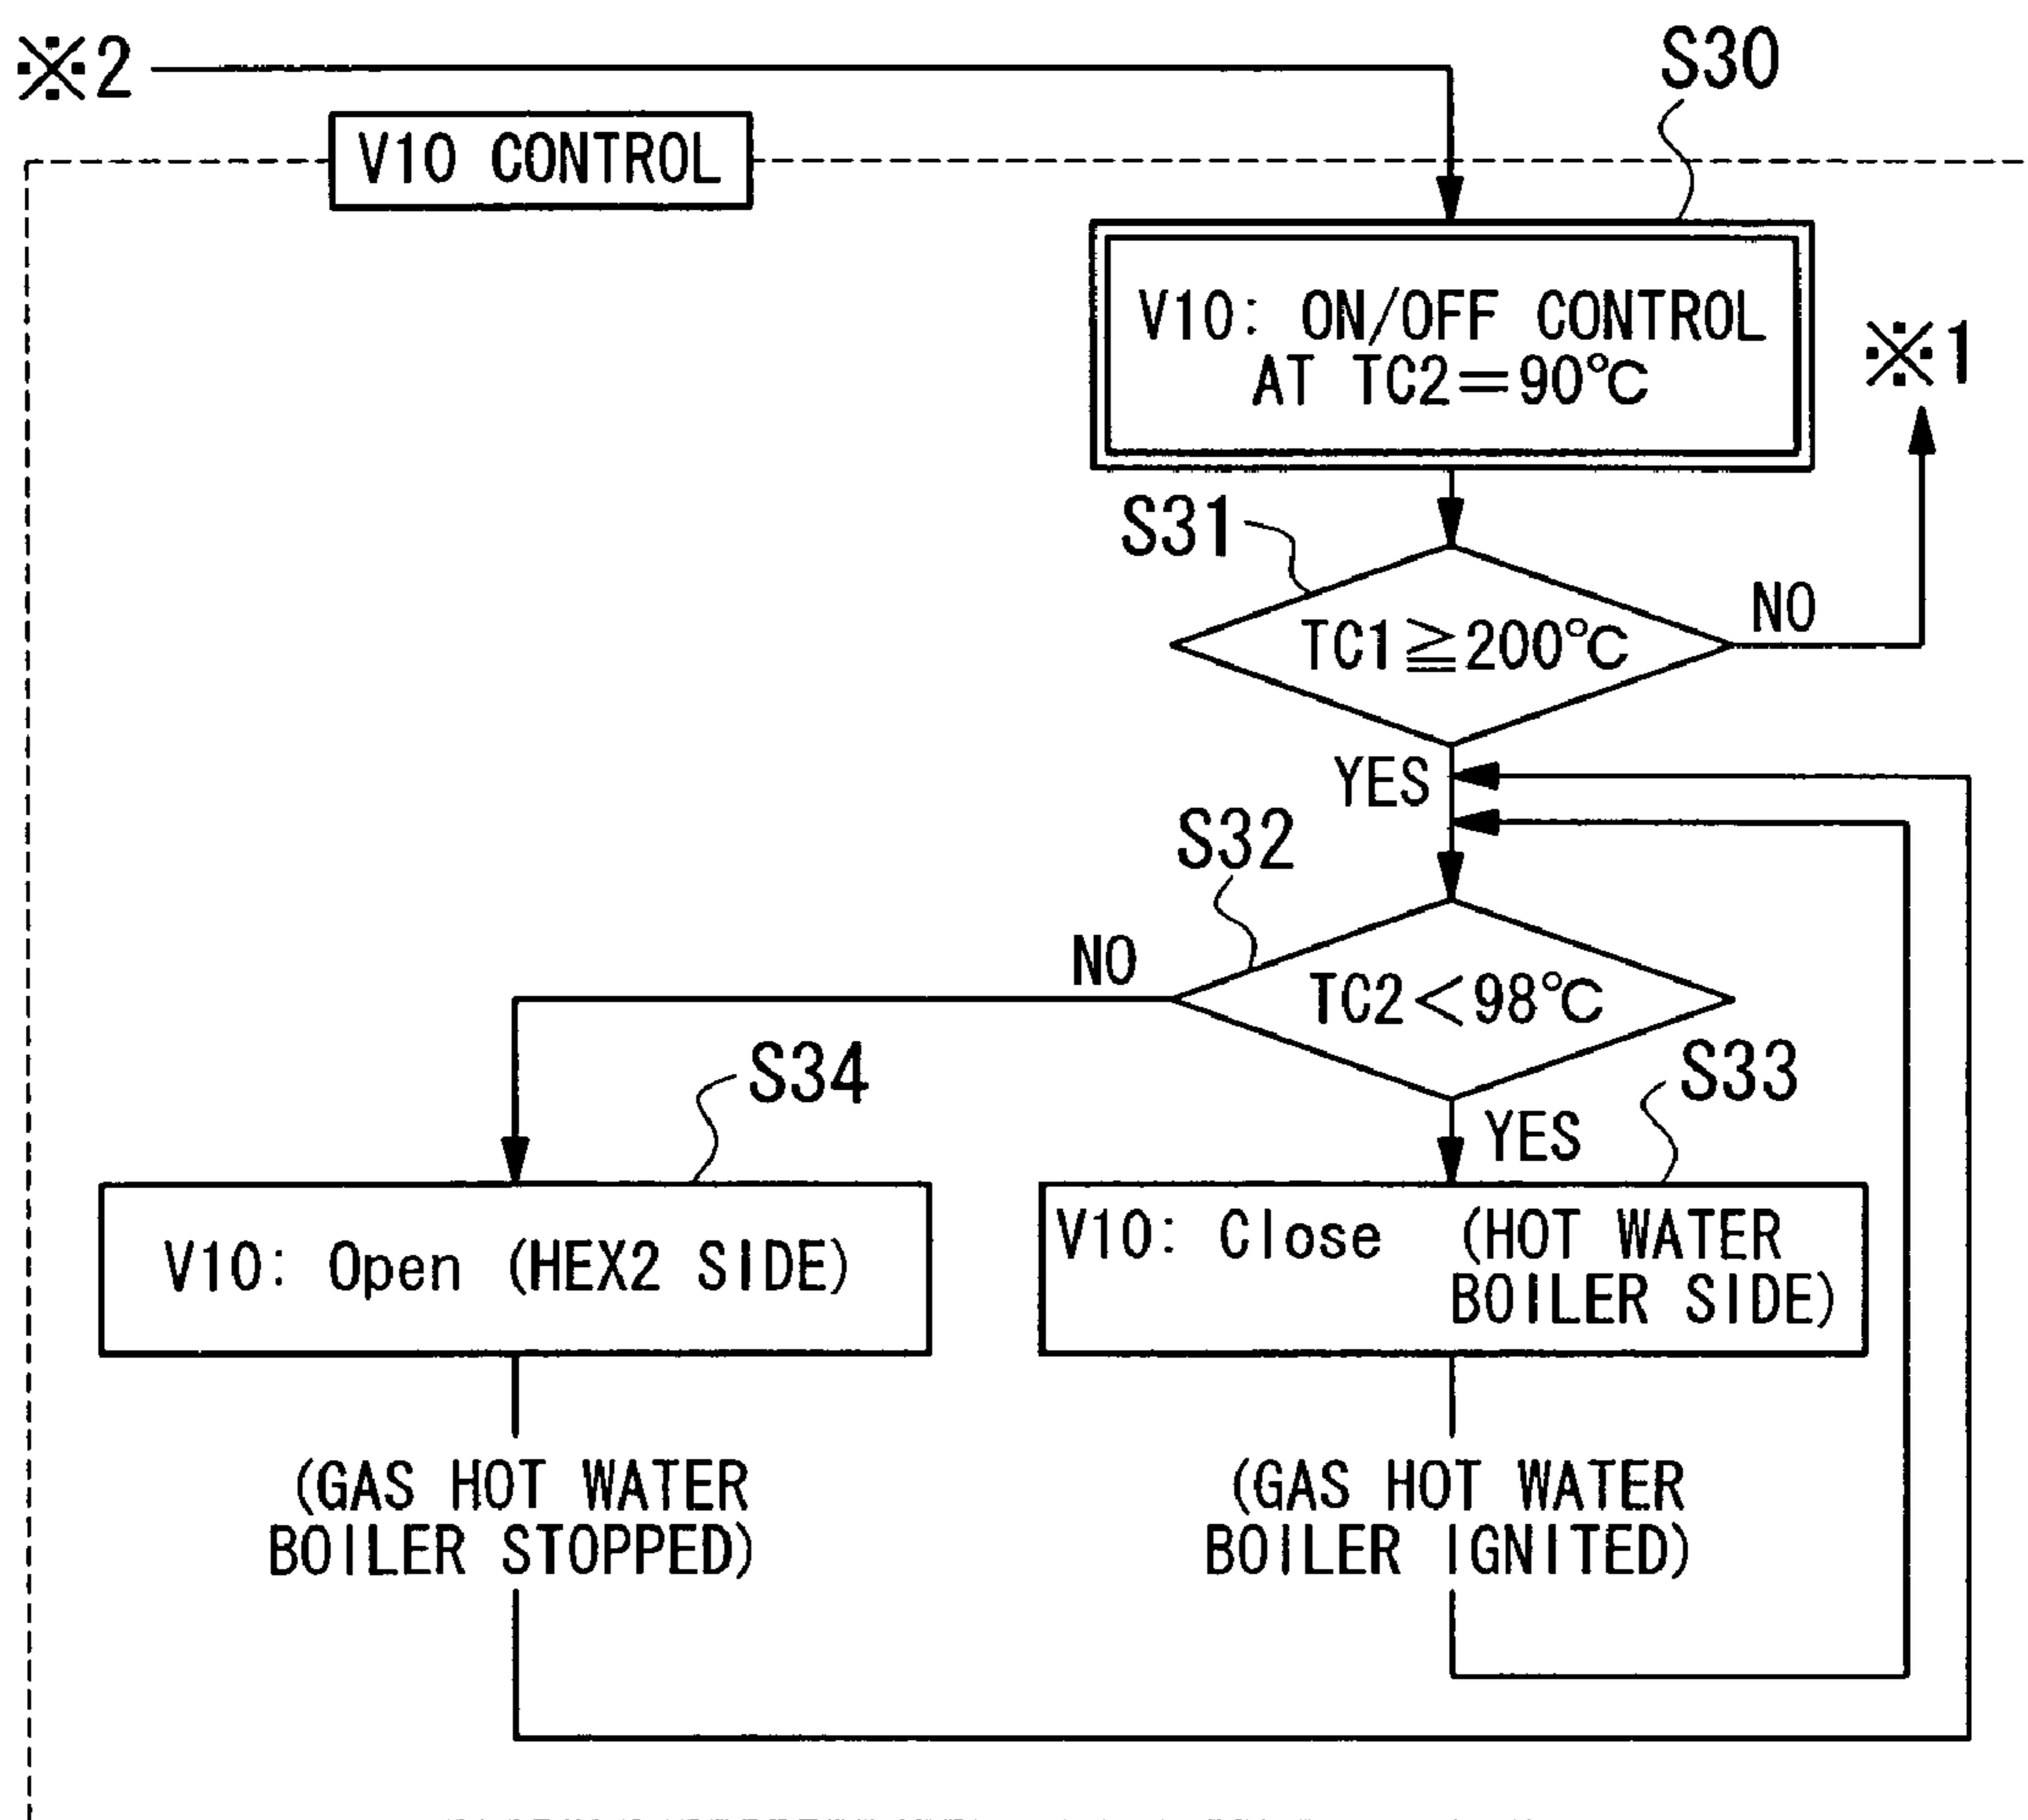 ※2
S30
V10 CONTROL
V10: ON/OFF CONTROL
AT TC2=90℃
※1
S31
TC1≧200℃
NO
YES
S32
NO
TC2<98℃
S34
S33
YES
V10: Open (HEX2 SIDE)
V10: Close (HOT WATER
BOILER SIDE)
(GAS HOT WATER
BOILER STOPPED)
(GAS HOT WATER
BOILER IGNITED)